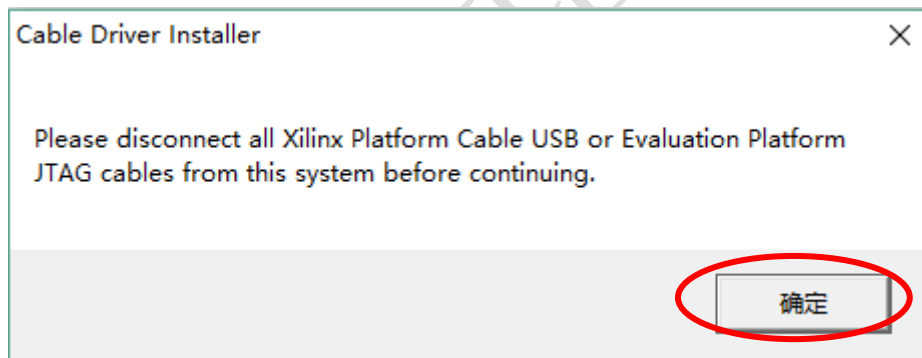 Cable Driver Installer
Please disconnect all Xilinx Platform Cable USB or Evaluation Platform
JTAG cables from this system before continuing.
确定